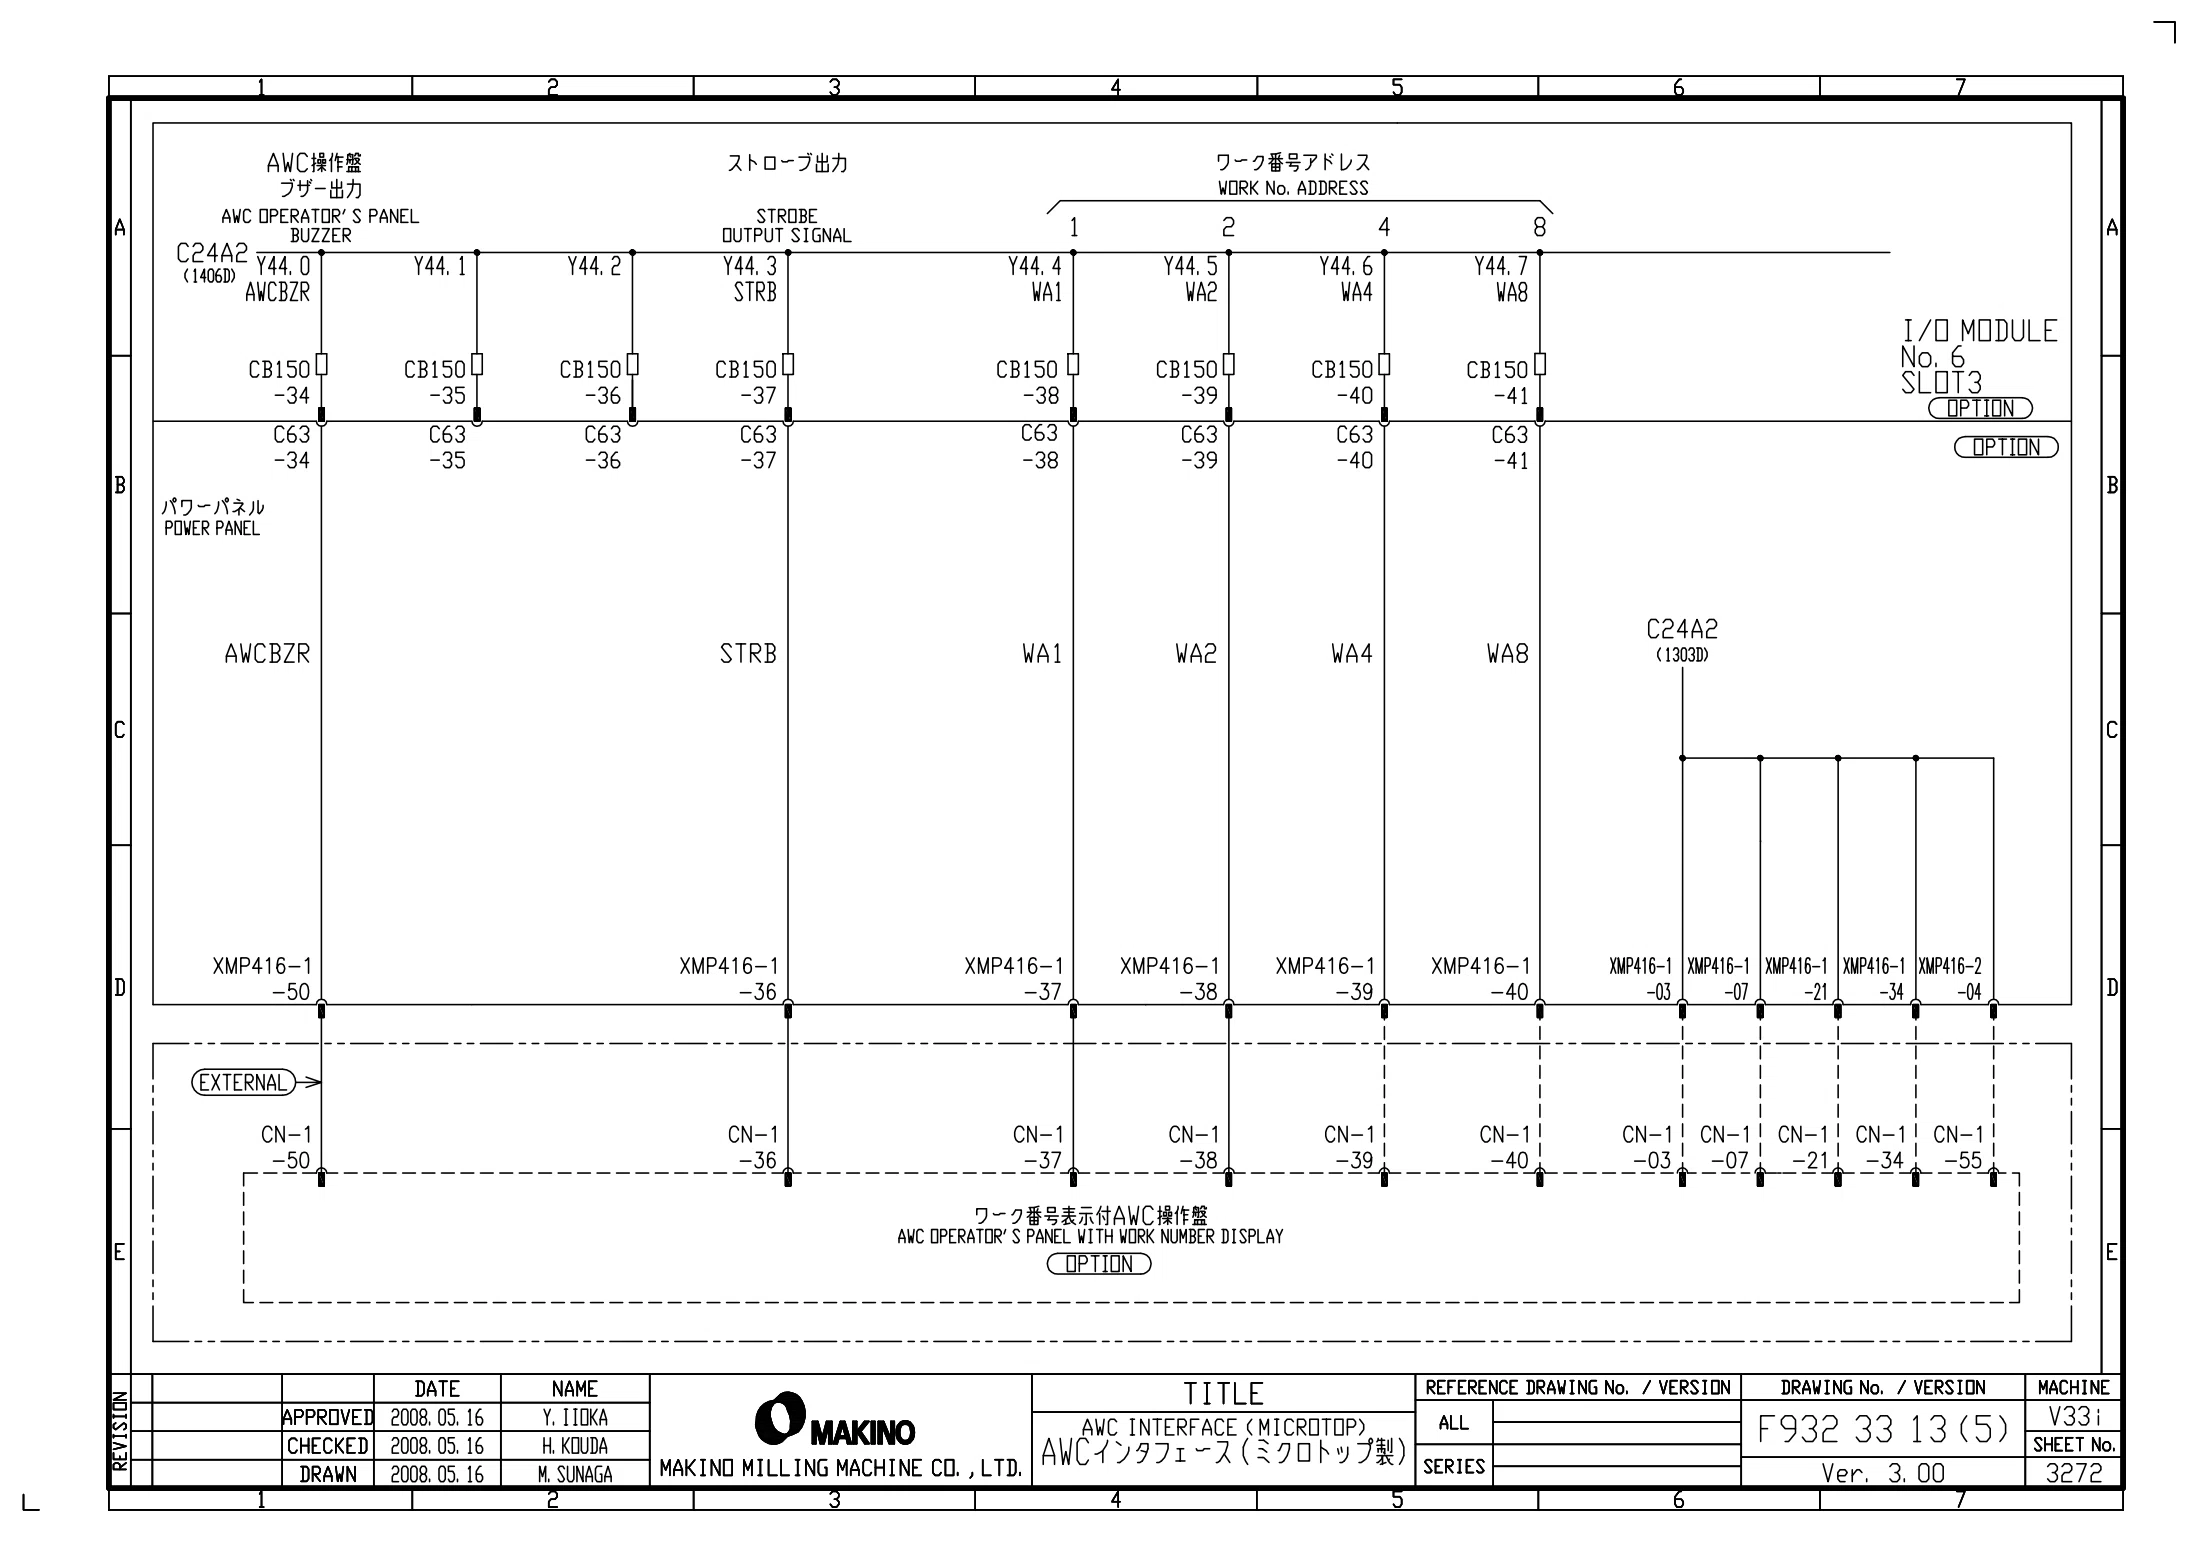 1 2 3 4 5 6 7
AWC操作盤
ブザー出力
AWC OPERATOR'S PANEL
BUZZER
ストローブ出力
STROBE
OUTPUT SIGNAL
ワーク番号アドレス
WORK No. ADDRESS
1 2 4 8
A A
C24A2
(1406D)
Y44.0 Y44.1 Y44.2 Y44.3 Y44.4 Y44.5 Y44.6 Y44.7
AWCBZR STRB WA1 WA2 WA4 WA8
I/O MODULE
No. 6
SLOT3
OPTION
CB150 CB150 CB150 CB150 CB150 CB150 CB150 CB150
-34 -35 -36 -37 -38 -39 -40 -41
C63 C63 C63 C63 C63 C63 C63 C63
-34 -35 -36 -37 -38 -39 -40 -41
OPTION
B B
パワーパネル
POWER PANEL
AWCBZR STRB WA1 WA2 WA4 WA8
C24A2
(1303D)
C C
XMP416-1 XMP416-1 XMP416-1 XMP416-1 XMP416-1 XMP416-1 XMP416-1 XMP416-1 XMP416-1 XMP416-1 XMP416-2
-50 -36 -37 -38 -39 -40 -03 -07 -21 -34 -04
D D
EXTERNAL
CN-1 CN-1 CN-1 CN-1 CN-1 CN-1 CN-1 CN-1 CN-1 CN-1 CN-1
-50 -36 -37 -38 -39 -40 -03 -07 -21 -34 -55
ワーク番号表示付AWC操作盤
AWC OPERATOR'S PANEL WITH WORK NUMBER DISPLAY
OPTION
E E
REVISION
DATE NAME
APPROVED 2008.05.16 Y. IIOKA
CHECKED 2008.05.16 H. KOUDA
DRAWN 2008.05.16 M. SUNAGA
MAKINO
MAKINO MILLING MACHINE CO., LTD.
TITLE
AWC INTERFACE (MICROTOP)
AWCインタフェース(ミクロトップ製)
REFERENCE DRAWING No. / VERSION
ALL
SERIES
DRAWING No. / VERSION
F932 33 13(5)
Ver. 3.00
MACHINE
V33i
SHEET No.
3272
1 2 3 4 5 6 7